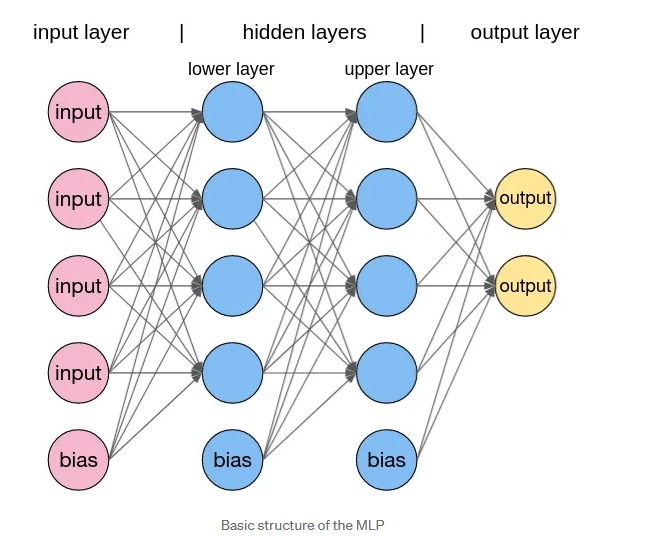 input layer | hidden layers | output layer
lower layer upper layer
input
input output
input output
input
bias bias bias
Basic structure of the MLP